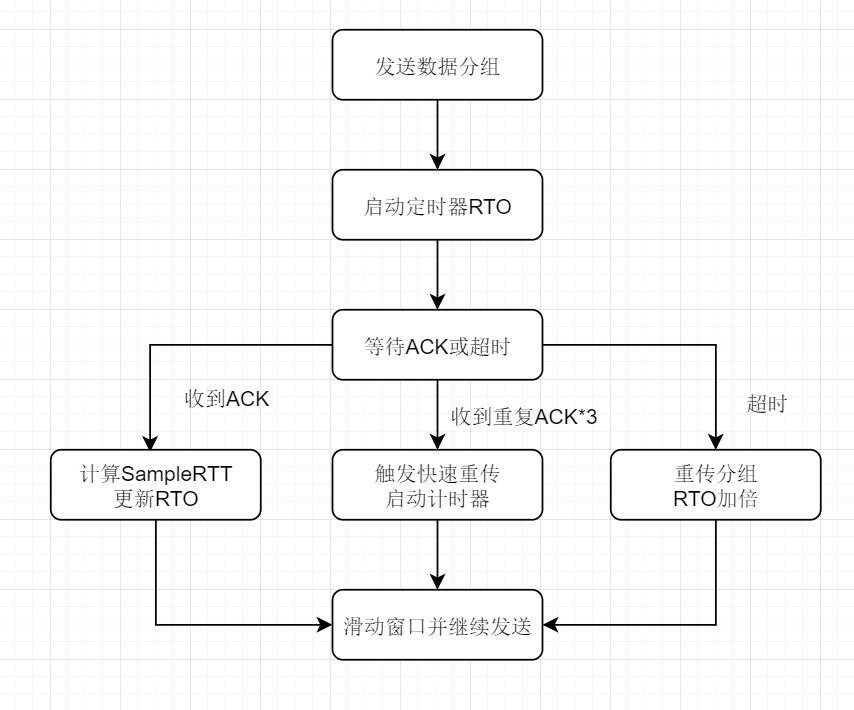 发送数据分组
启动定时器RTO
等待ACK或超时
收到ACK
收到重复ACK*3
超时
计算SampleRTT
更新RTO
触发快速重传
启动计时器
重传分组
RTO加倍
滑动窗口并继续发送